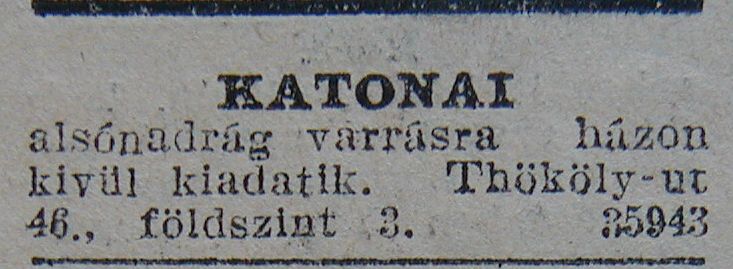 KATONAI
alsónadrág varrásra házon
kivül kiadatik. Thököly-ut
46., földszint 3. 35943